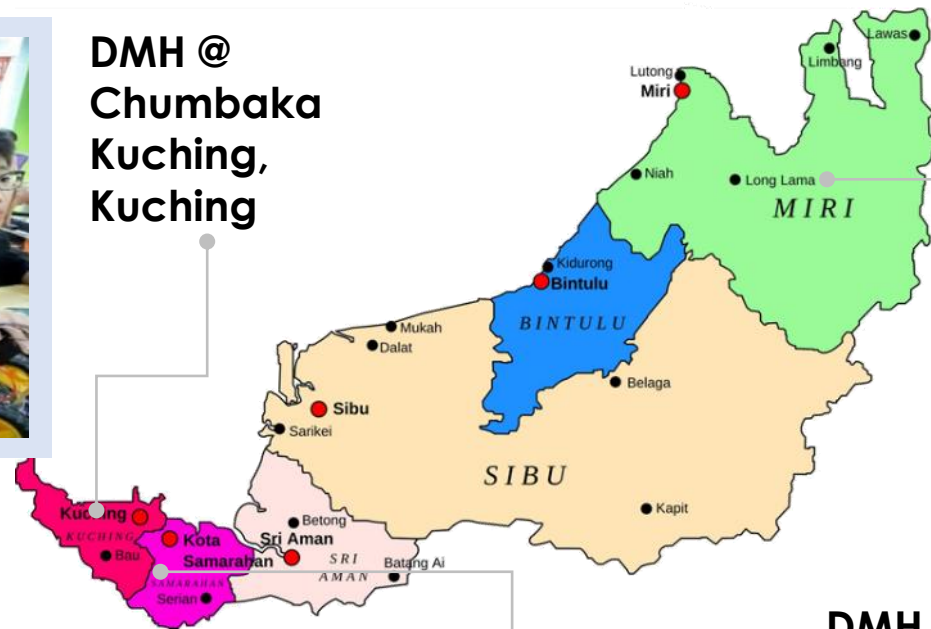 DMH @
Chumbaka
Kuching,
Kuching
Lawas
Limbang
Lutong
Miri
Niah
Long Lama
MIRI
Kidurong
Bintulu
BINTULU
Mukah
Dalat
Belaga
Sibu
Sarikei
SIBU
Kapit
Kuching
KUCHING
Bau
Kota
Samarahan
SAMARAHAN
Serian
Betong
Sri Aman
SRI
AMAN
Batang Ai
DMH